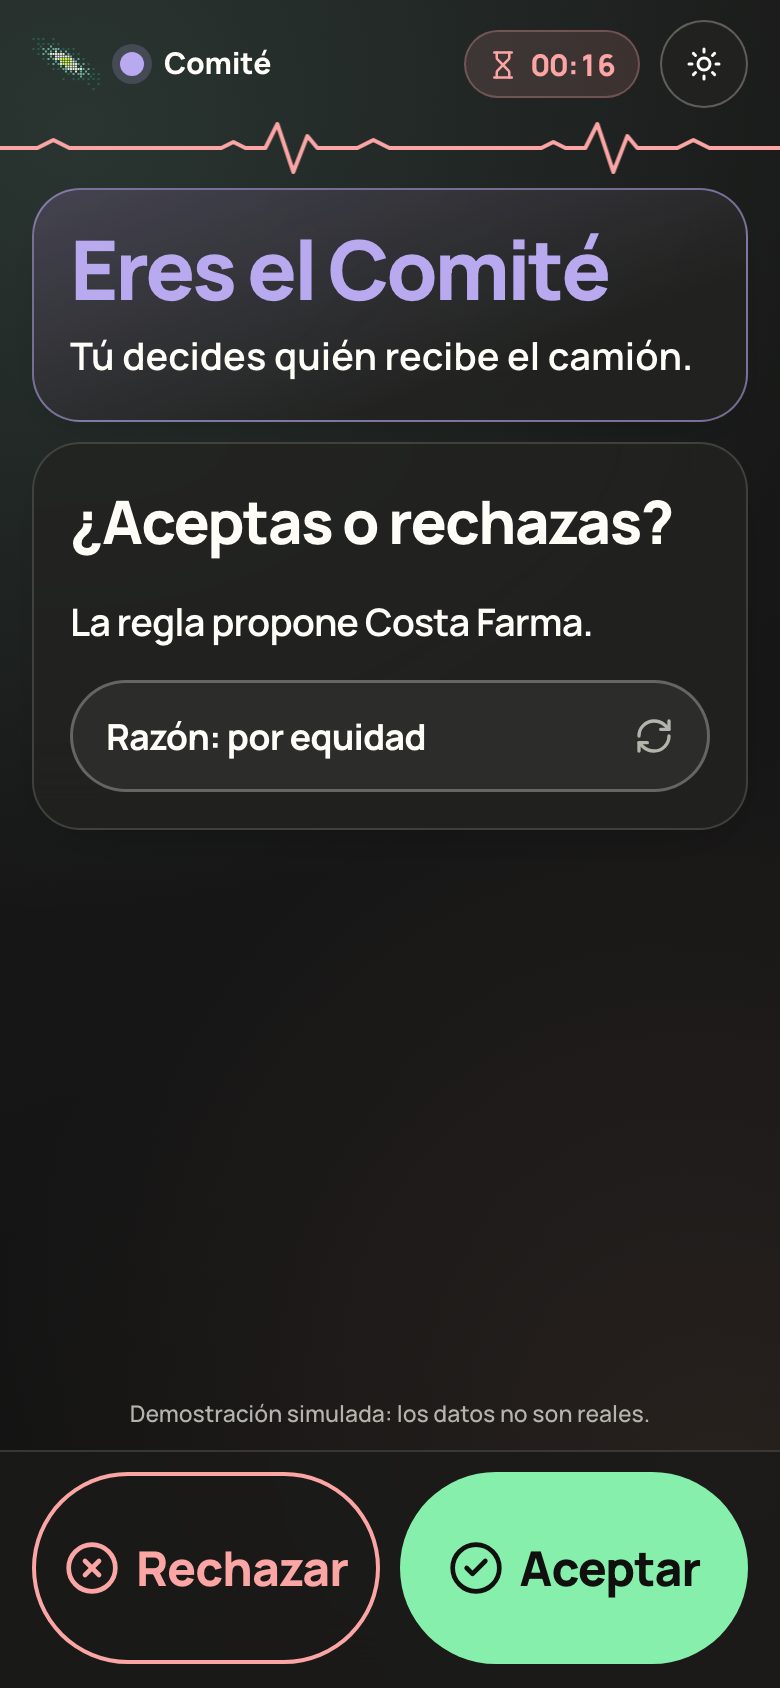 Comité
00:16
Eres el Comité
Tú decides quién recibe el camión.
¿Aceptas o rechazas?
La regla propone Costa Farma.
Razón: por equidad
Demostración simulada: los datos no son reales.
Rechazar
Aceptar